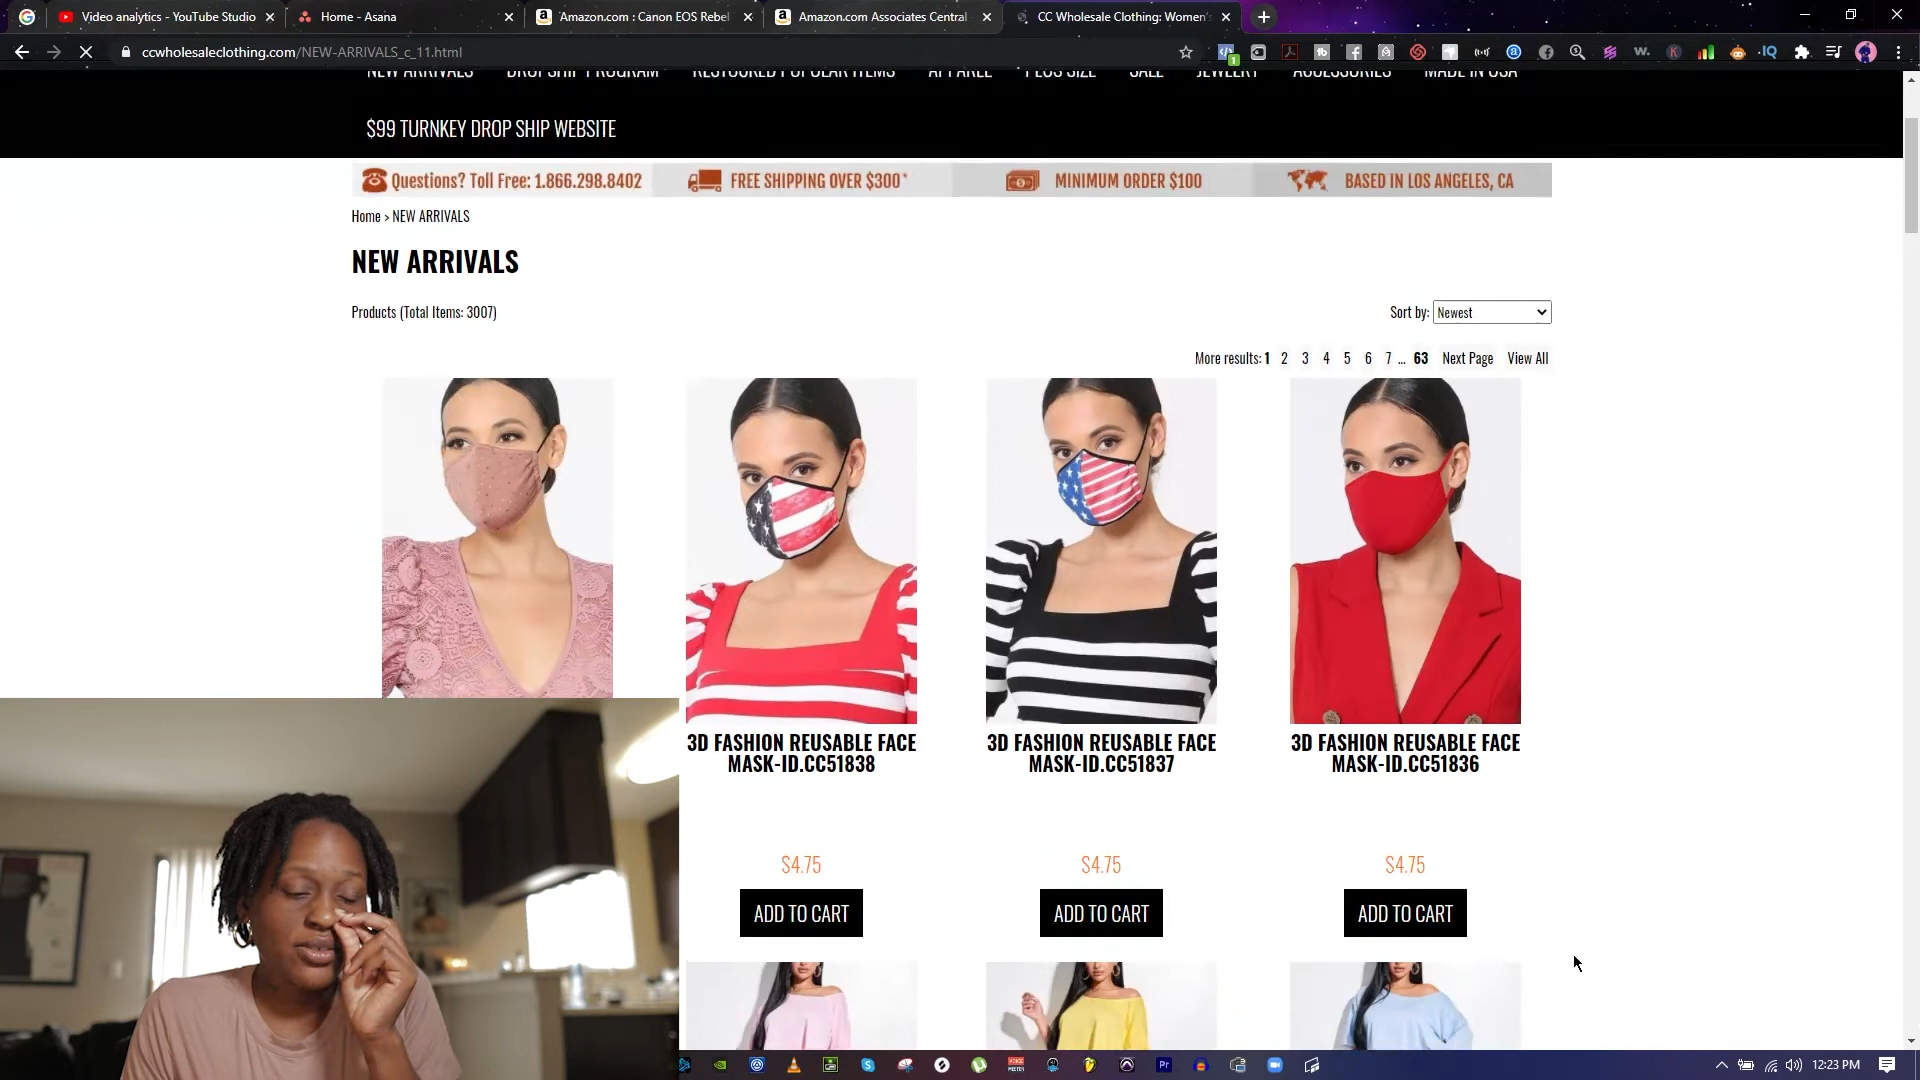 Video analytics - YouTube Studio
Home - Asana
Amazon.com : Canon EOS Rebel
Amazon.com Associates Central
CC Wholesale Clothing: Women's
ccwholesaleclothing.com/NEW-ARRIVALS_c_11.html
NEW ARRIVALS DROP SHIP PROGRAM RESTOCKED POPULAR ITEMS APPAREL PLUS SIZE SALE JEWELRY ACCESSORIES MADE IN USA
$99 TURNKEY DROP SHIP WEBSITE
Questions? Toll Free: 1.866.298.8402
FREE SHIPPING OVER $300*
MINIMUM ORDER $100
BASED IN LOS ANGELES, CA
Home > NEW ARRIVALS
NEW ARRIVALS
Products (Total Items: 3007)
Sort by: Newest
More results: 1 2 3 4 5 6 7 ... 63 Next Page View All
3D FASHION REUSABLE FACE
MASK-ID.CC51838
$4.75
ADD TO CART
3D FASHION REUSABLE FACE
MASK-ID.CC51837
$4.75
ADD TO CART
3D FASHION REUSABLE FACE
MASK-ID.CC51836
$4.75
ADD TO CART
12:23 PM